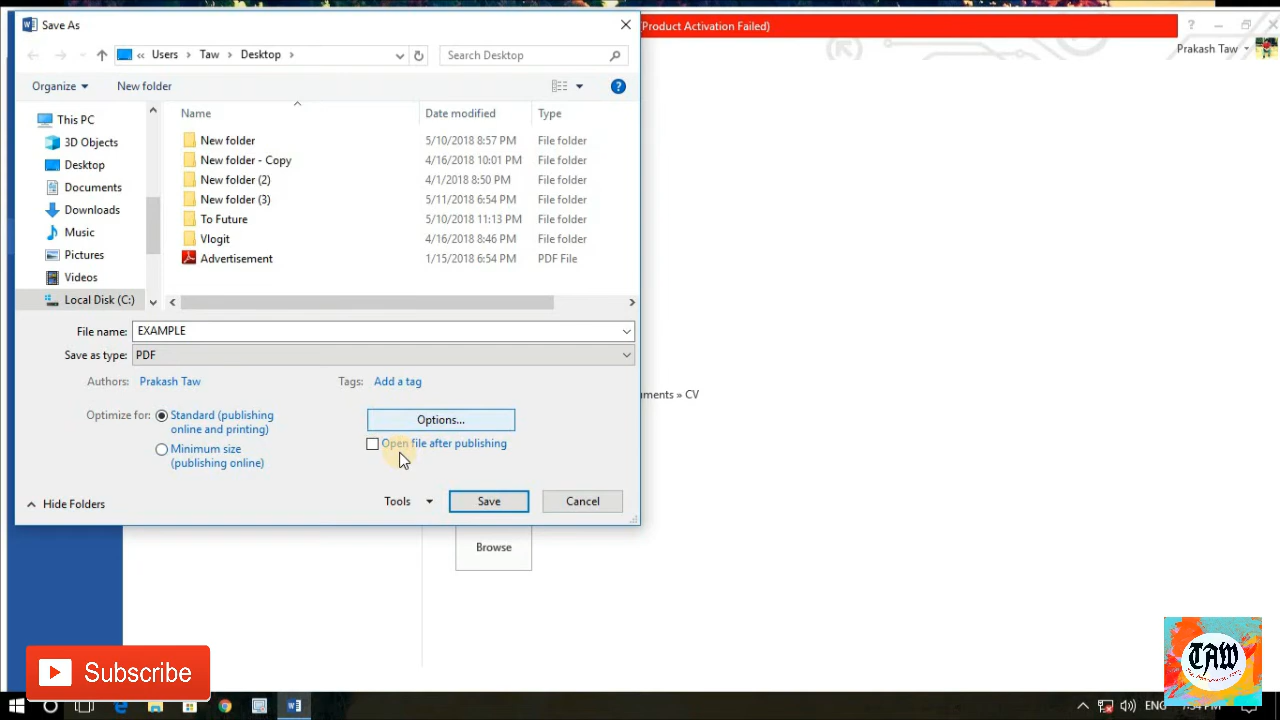 Save As
(Product Activation Failed)
?
Prakash Taw
« Users Taw Desktop
Search Desktop
Organize
New folder
?
Name Date modified Type
This PC
3D Objects
Desktop
Documents
Downloads
Music
Pictures
Videos
Local Disk (C:)
New folder 5/10/2018 8:57 PM File folder
New folder - Copy 4/16/2018 10:01 PM File folder
New folder (2) 4/1/2018 8:50 PM File folder
New folder (3) 5/11/2018 6:54 PM File folder
To Future 5/10/2018 11:13 PM File folder
Vlogit 4/16/2018 8:46 PM File folder
Advertisement 1/15/2018 6:54 PM PDF File
File name: EXAMPLE
Save as type: PDF
Authors: Prakash Taw Tags: Add a tag
uments » CV
Optimize for: Standard (publishing
online and printing)
Minimum size
(publishing online)
Options...
Open file after publishing
Hide Folders
Tools
Save
Cancel
Browse
Subscribe
TAW
ENG